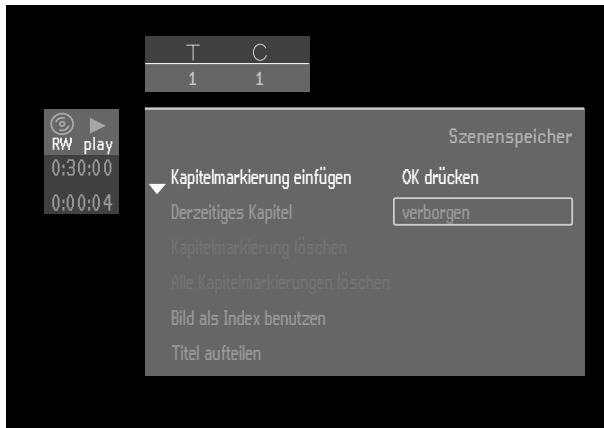 T C
1 1
RW play
0:30:00
0:00:04
Szenenspeicher
Kapitelmarkierung einfügen OK drücken
Derzeitiges Kapitel verborgen
Kapitelmarkierung löschen
Alle Kapitelmarkierungen löschen
Bild als Index benutzen
Titel aufteilen